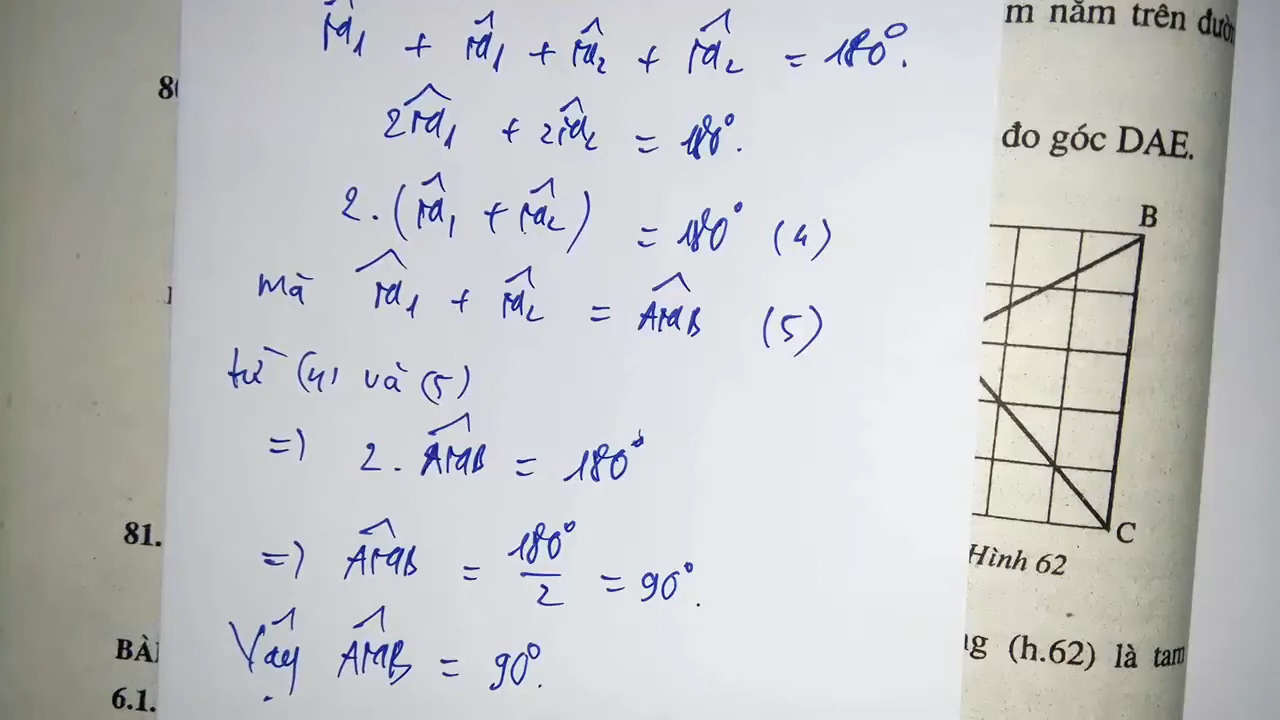 M̂₁ + M̂₁ + M̂₂ + M̂₂ = 180°.
2M̂₁ + 2M̂₂ = 180°.
2.(M̂₁ + M̂₂) = 180° (4)
mà M̂₁ + M̂₂ = AMB̂ (5)
từ (4) và (5)
=> 2. AMB̂ = 180°
=> AMB̂ = 180°/2 = 90°.
Vậy AMB̂ = 90°.
m nằm trên đườn
đo góc DAE.
B
C
Hình 62
(h.62) là tam
81.
BÀI
6.1.